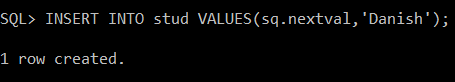 SQL> INSERT INTO stud VALUES(sq.nextval,'Danish');
1 row created.